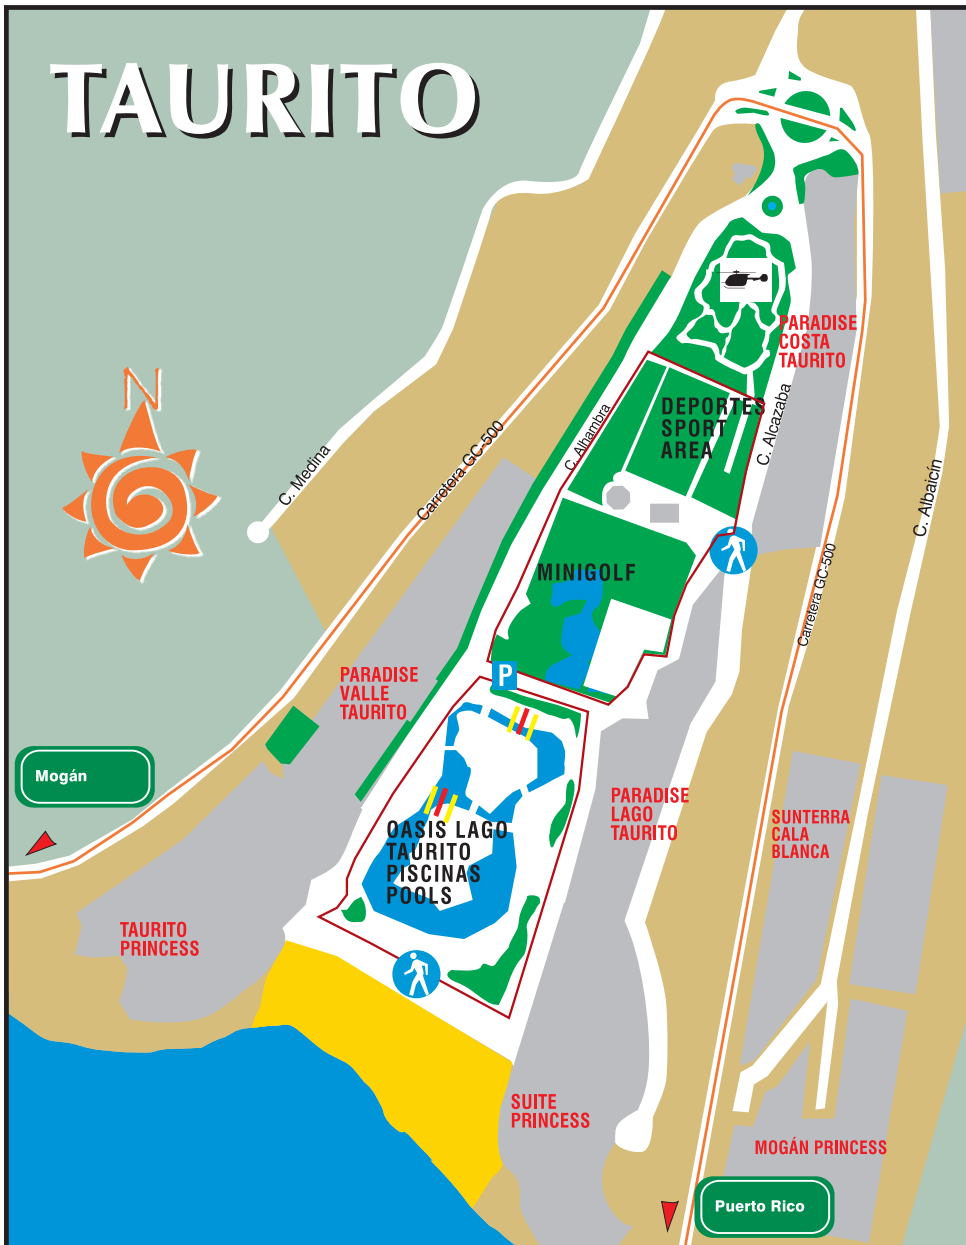 TAURITO
N
PARADISE
COSTA
TAURITO
DEPORTES
SPORT
AREA
C. Alhambra
C. Alcazaba
C. Medina
Carretera GC-500
C. Albaicín
Carretera GC-500
MINIGOLF
P
PARADISE
VALLE
TAURITO
Mogán
OASIS LAGO
TAURITO
PISCINAS
POOLS
PARADISE
LAGO
TAURITO
SUNTERRA
CALA
BLANCA
TAURITO
PRINCESS
SUITE
PRINCESS
MOGÁN PRINCESS
Puerto Rico